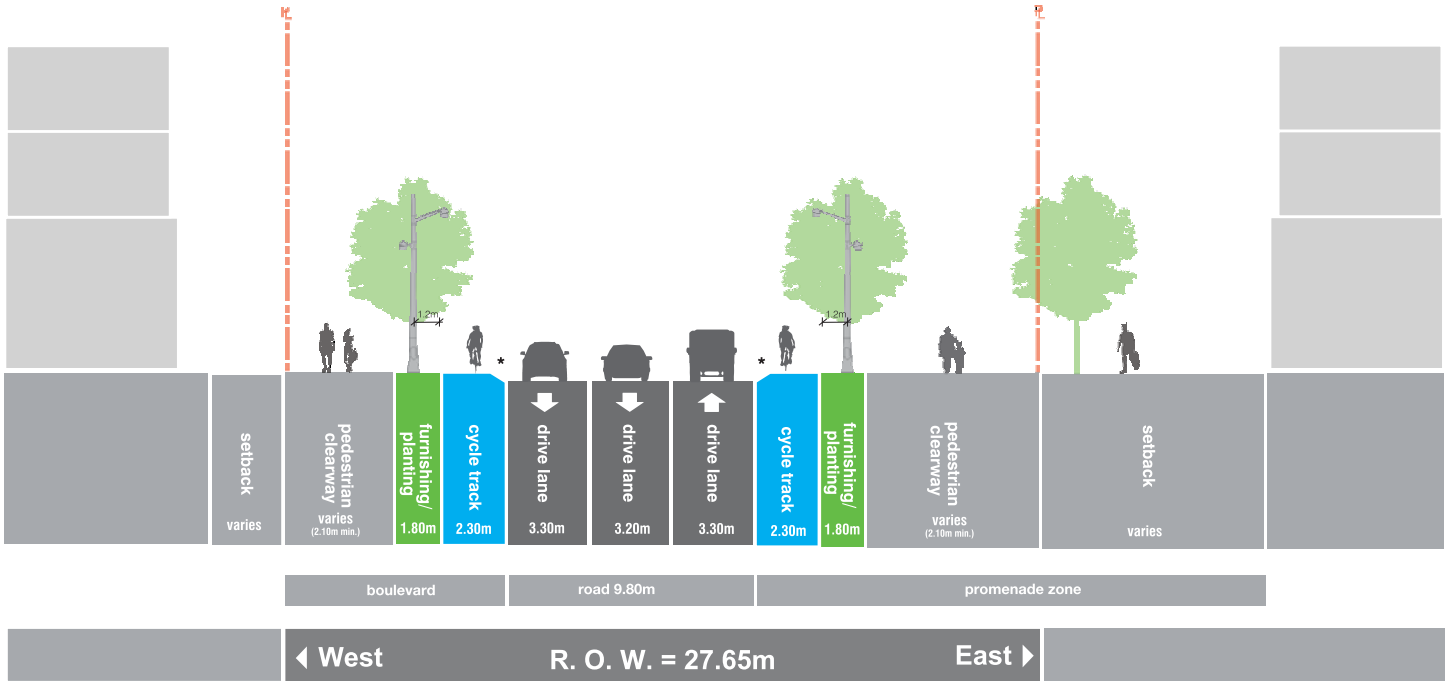 PL
PL
1.2m
1.2m
*
*
setback
varies
pedestrian
clearway
varies
(2.10m min.)
furnishing/
planting
1.80m
cycle track
2.30m
drive lane
3.30m
drive lane
3.20m
drive lane
3.30m
cycle track
2.30m
furnishing/
planting
1.80m
pedestrian
clearway
varies
(2.10m min.)
setback
varies
boulevard
road 9.80m
promenade zone
West
R. O. W. = 27.65m
East